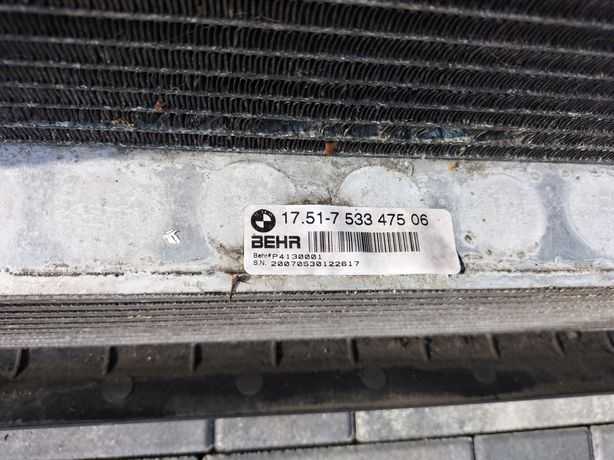 17.51-7 533 475 06
BEHR
Behr# P4130001
S.N. 20070530122617